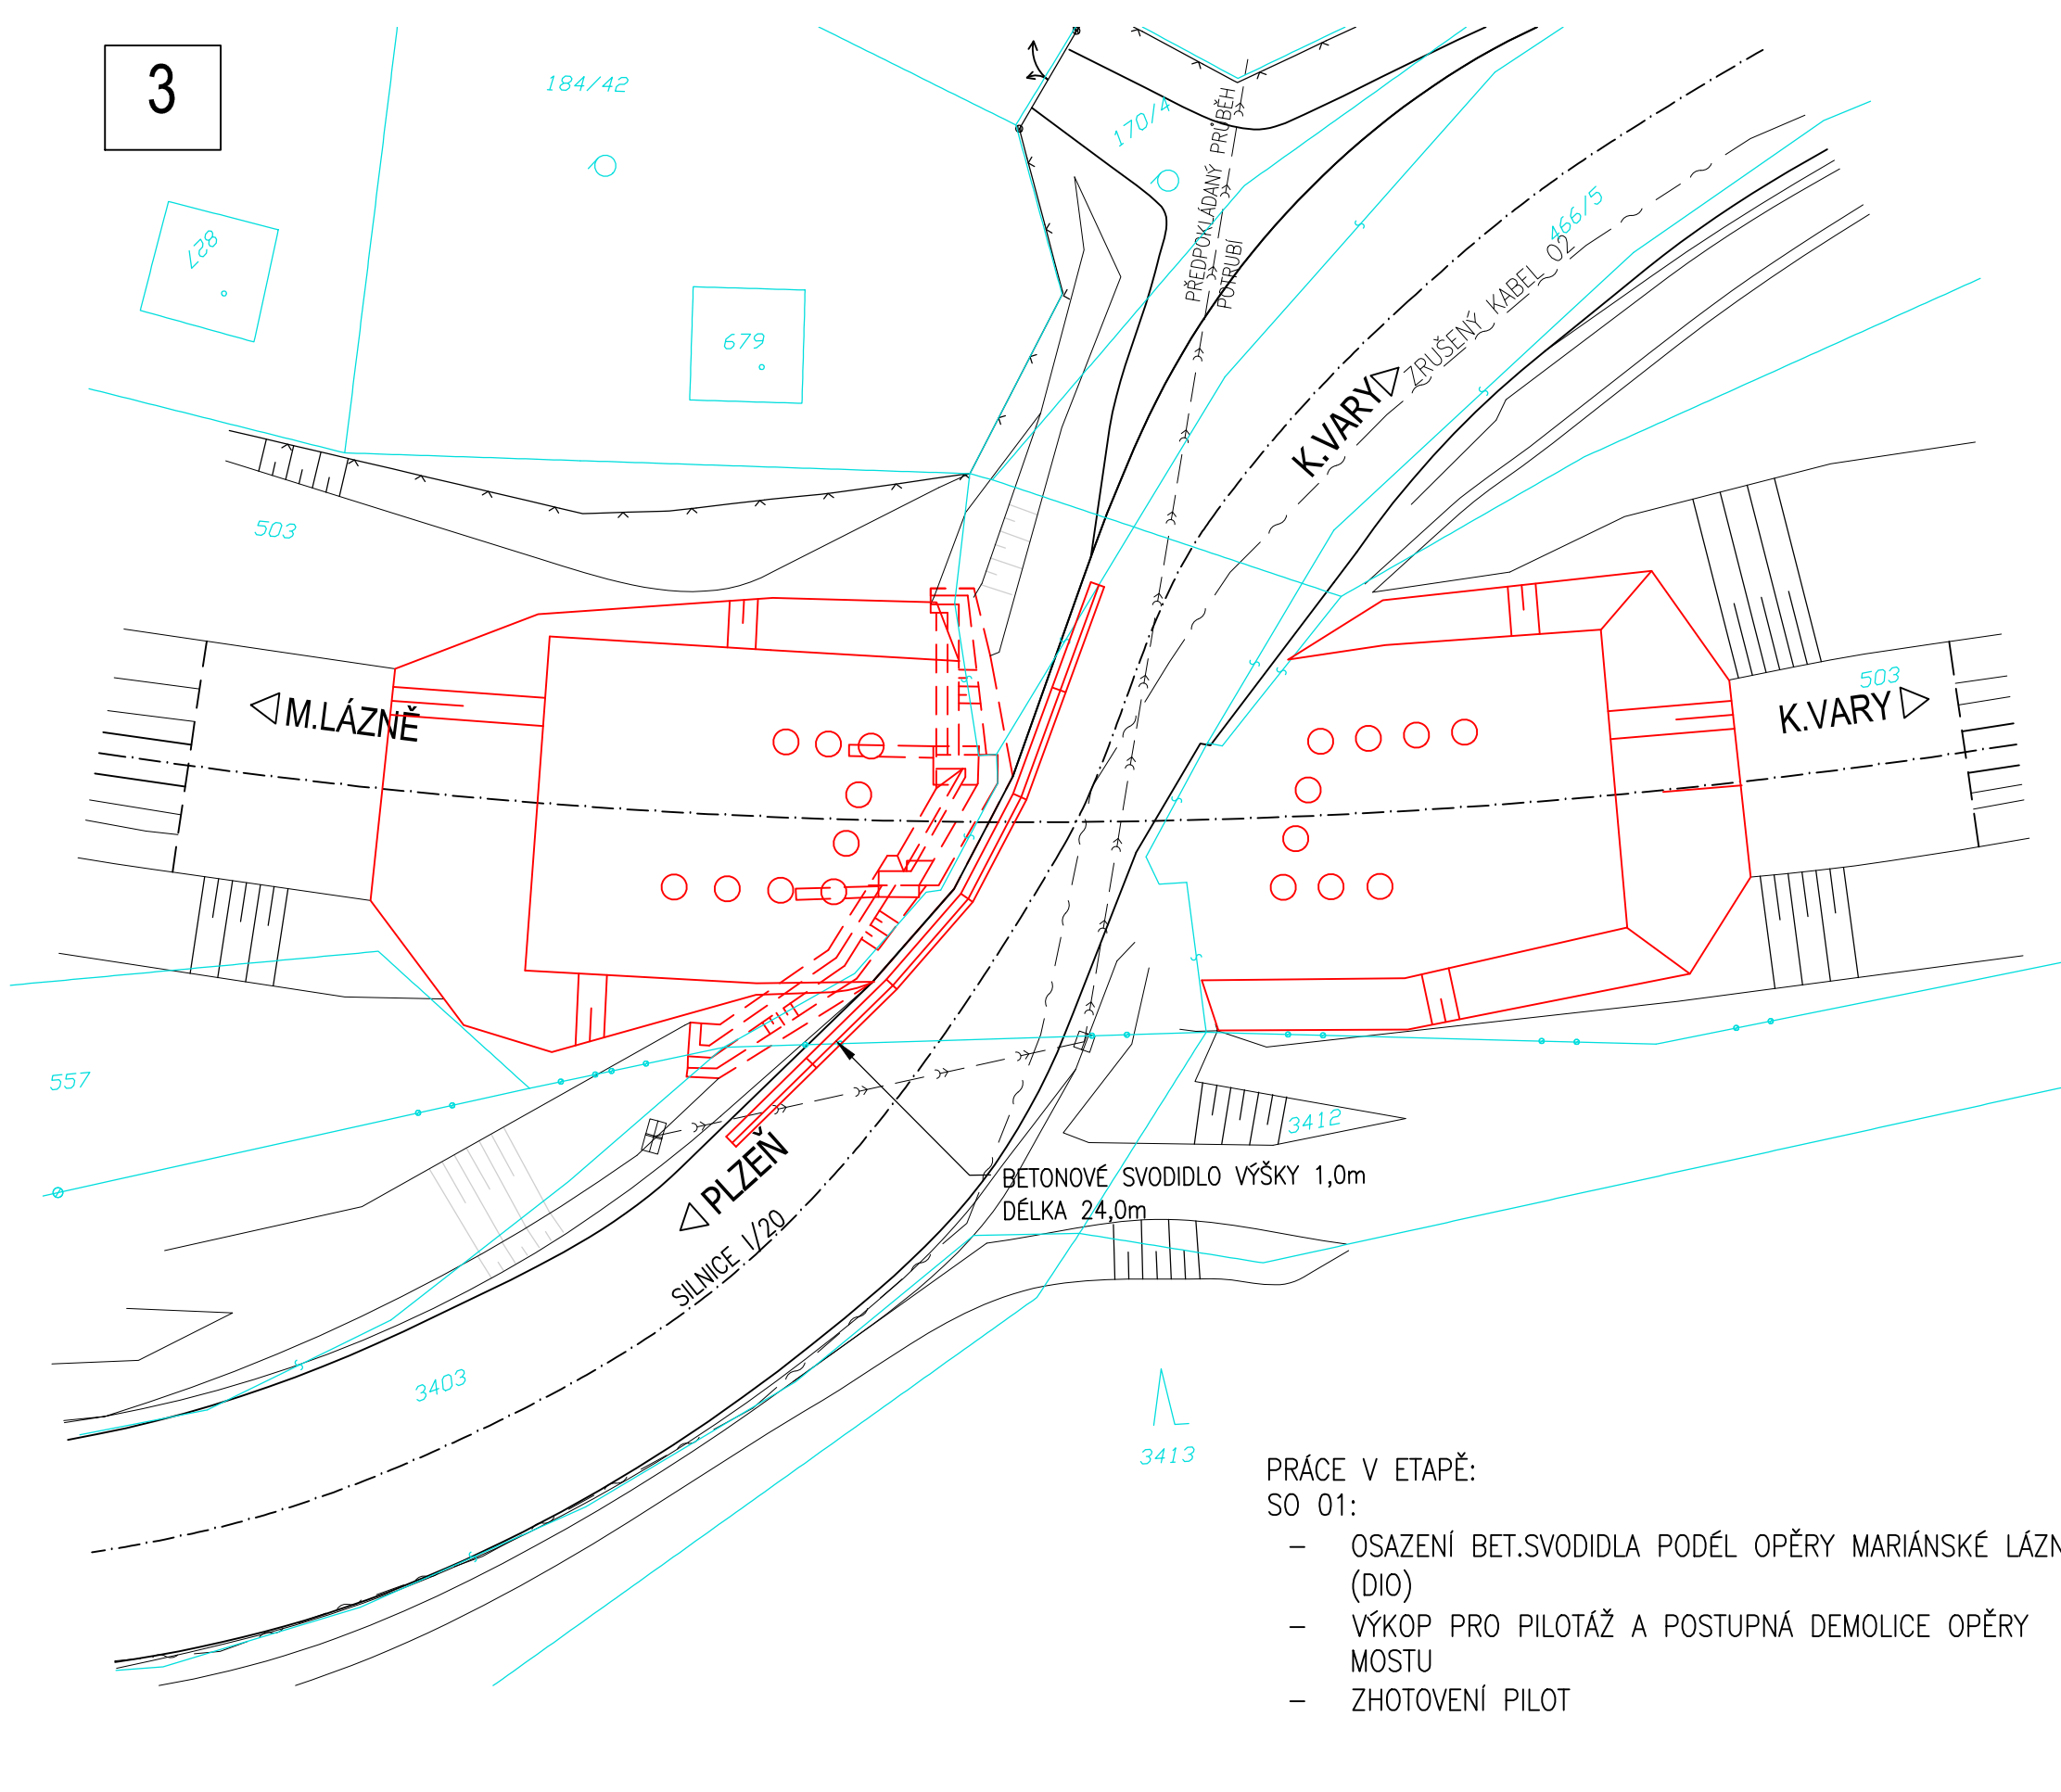 3
184/42
170/4
PŘEDPOKLÁDANÝ PRŮBĚH
POTRUBÍ
466/5
827
679
K.VARY
ZRUŠENÝ KABEL 02
503
503
M.LÁZNĚ
K.VARY
557
3412
PLZEŇ
BETONOVÉ SVODIDLO VÝŠKY 1,0m
DÉLKA 24,0m
SILNICE I/20
3403
3413
PRÁCE V ETAPĚ:
SO 01:
– OSAZENÍ BET.SVODIDLA PODÉL OPĚRY MARIÁNSKÉ LÁZN
(DIO)
– VÝKOP PRO PILOTÁŽ A POSTUPNÁ DEMOLICE OPĚRY
MOSTU
– ZHOTOVENÍ PILOT